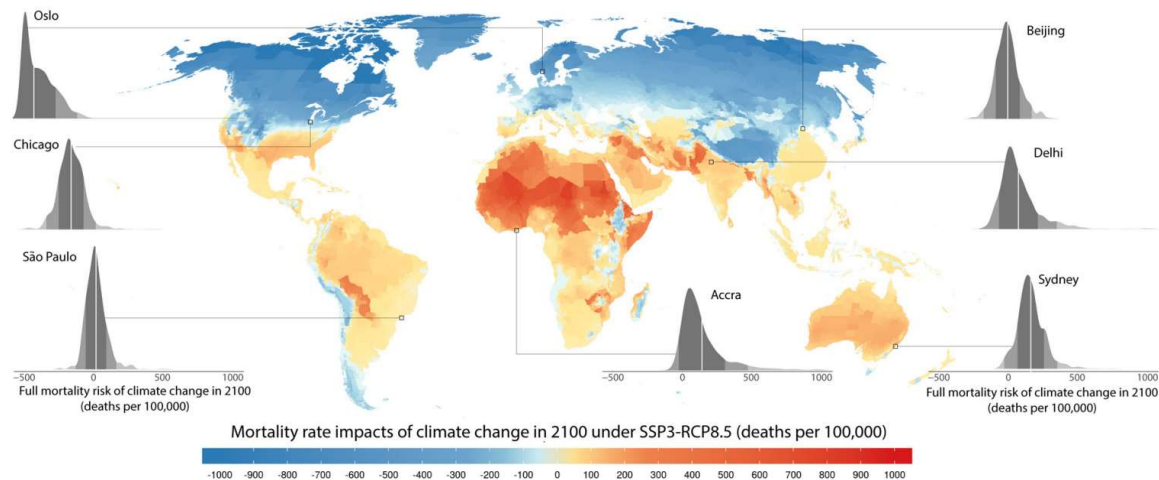 Oslo
Beijing
Chicago
Delhi
São Paulo
Accra
Sydney
−500 0 500 1000
Full mortality risk of climate change in 2100
(deaths per 100,000)
−500 0 500 1000
−500 0 500 1000
Full mortality risk of climate change in 2100
(deaths per 100,000)
Mortality rate impacts of climate change in 2100 under SSP3-RCP8.5 (deaths per 100,000)
-1000 -900 -800 -700 -600 -500 -400 -300 -200 -100 0 100 200 300 400 500 600 700 800 900 1000